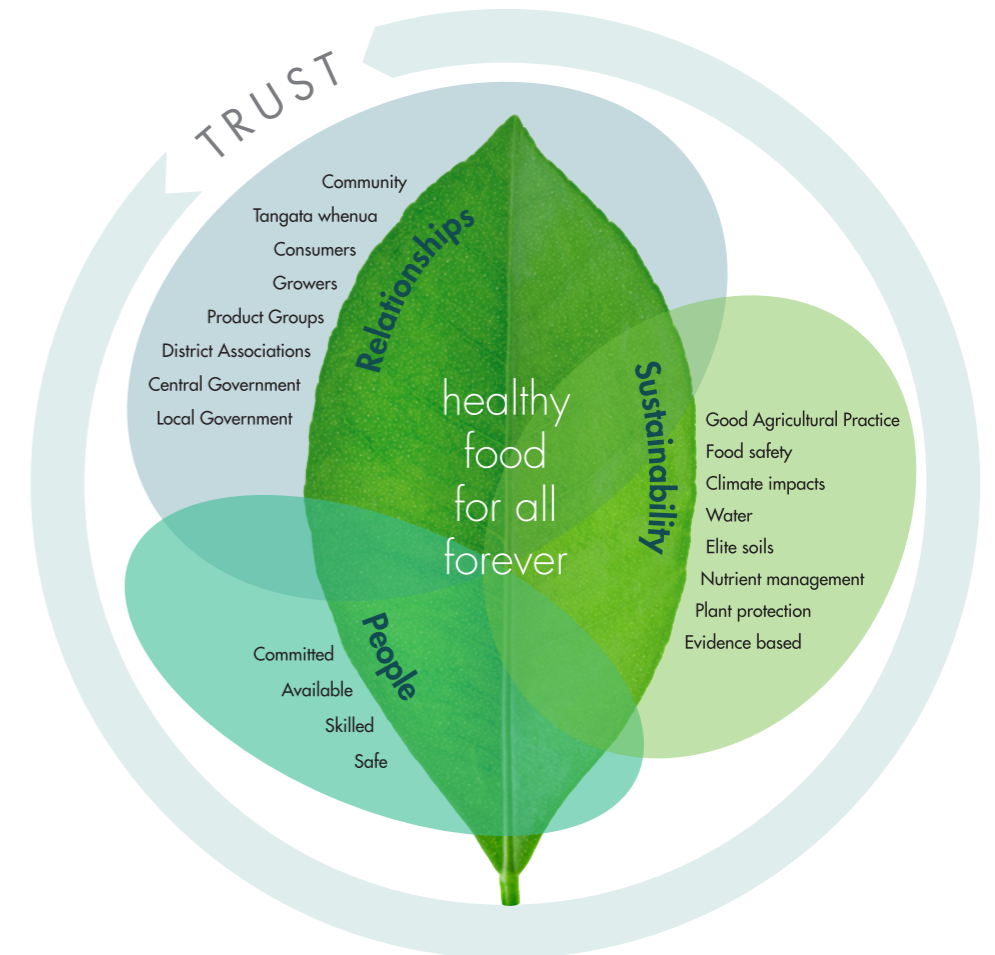 TRUST
Relationships
Community
Tangata whenua
Consumers
Growers
Product Groups
District Associations
Central Government
Local Government
healthy
food
for all
forever
Sustainability
Good Agricultural Practice
Food safety
Climate impacts
Water
Elite soils
Nutrient management
Plant protection
Evidence based
People
Committed
Available
Skilled
Safe